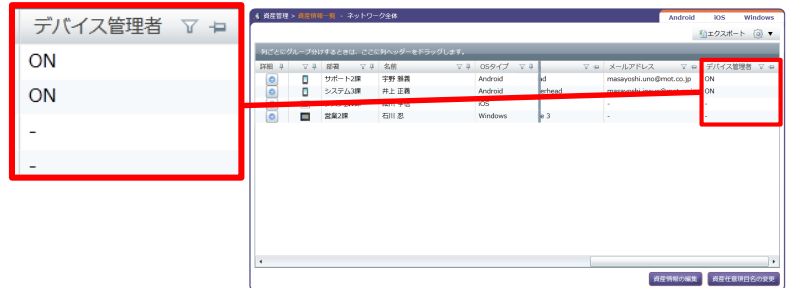 デバイス管理者
ON
ON
-
-
資産管理 > 資産情報一覧 > ネットワーク全体
Android iOS Windows
エクスポート
列ごとにグループ分けするときは、ここに列ヘッダーをドラッグします。
詳細 部署 名前 OSタイプ メールアドレス デバイス管理者
サポート2課 宇野 雅義 Android masayoshi.uno@mot.co.jp ON
システム3課 井上 正義 Android erhead ON
iOS - -
営業2課 石川 忍 Windows e 3 - -
資産情報の編集 資産任意項目名の変更